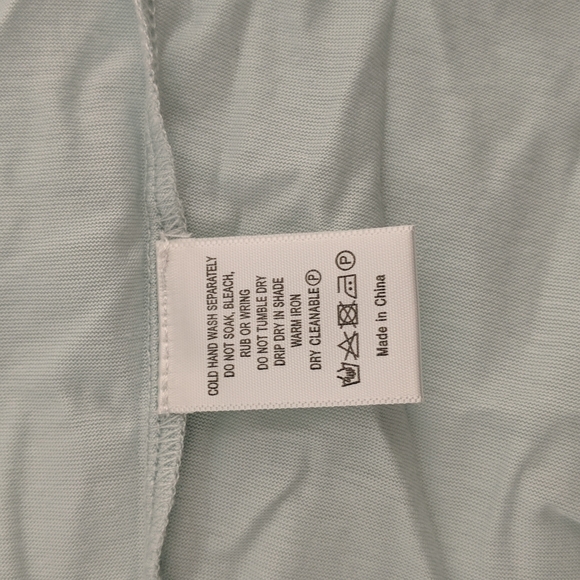 COLD HAND WASH SEPARATELY
DO NOT SOAK, BLEACH,
RUB OR WRING
DO NOT TUMBLE DRY
DRIP DRY IN SHADE
WARM IRON
DRY CLEANABLE Ⓟ
Ⓟ
Made in China